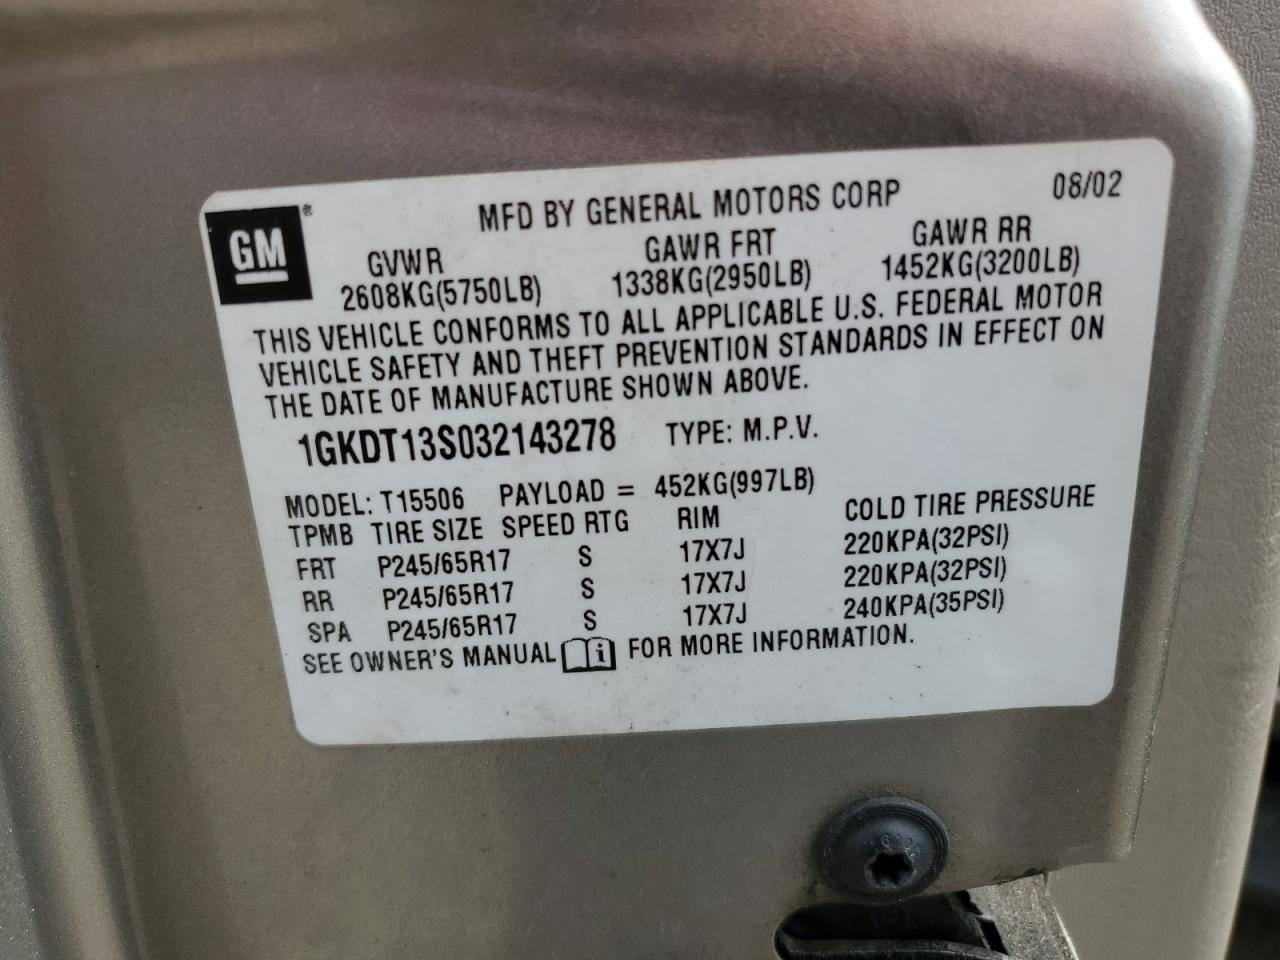 GM®
MFD BY GENERAL MOTORS CORP 08/02
GVWR GAWR FRT GAWR RR
2608KG(5750LB) 1338KG(2950LB) 1452KG(3200LB)
THIS VEHICLE CONFORMS TO ALL APPLICABLE U.S. FEDERAL MOTOR
VEHICLE SAFETY AND THEFT PREVENTION STANDARDS IN EFFECT ON
THE DATE OF MANUFACTURE SHOWN ABOVE.
1GKDT13S032143278 TYPE: M.P.V.
MODEL: T15506 PAYLOAD = 452KG(997LB)
TPMB TIRE SIZE SPEED RTG RIM COLD TIRE PRESSURE
FRT P245/65R17 S 17X7J 220KPA(32PSI)
RR P245/65R17 S 17X7J 220KPA(32PSI)
SPA P245/65R17 S 17X7J 240KPA(35PSI)
SEE OWNER'S MANUAL i FOR MORE INFORMATION.